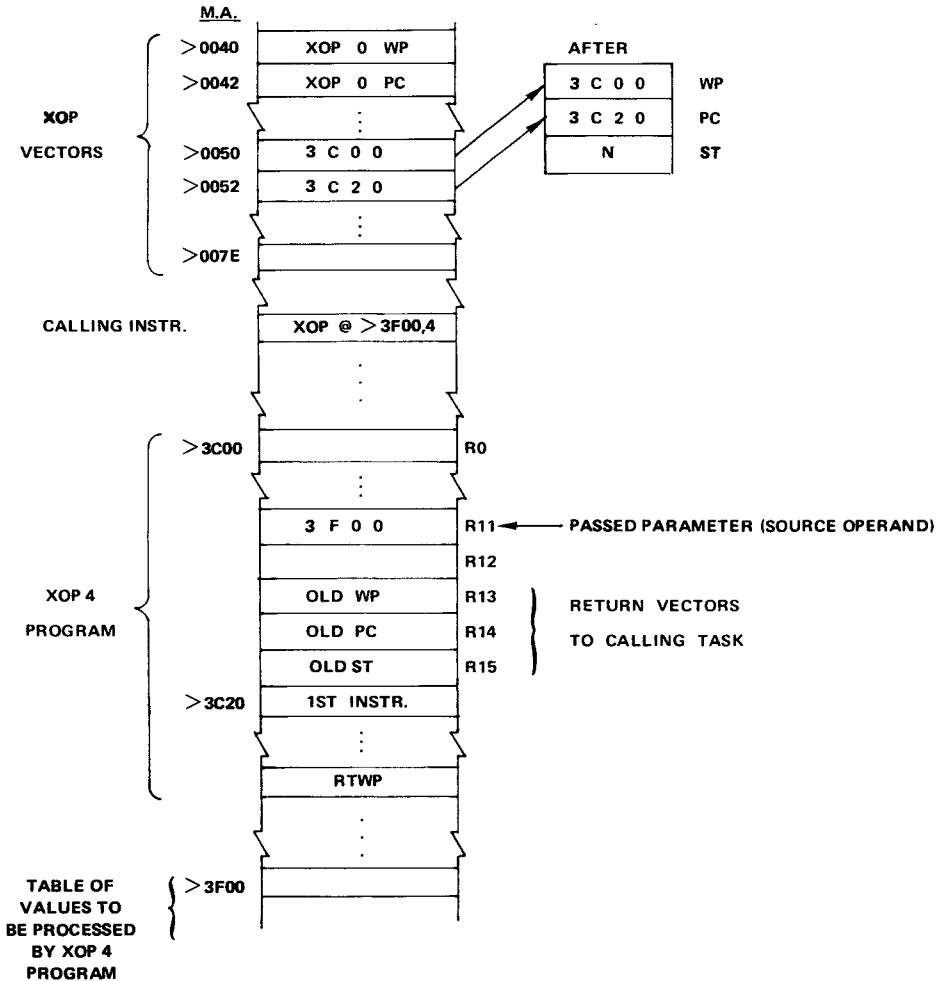 M.A.
>0040 XOP 0 WP
>0042 XOP 0 PC
XOP
VECTORS
>0050 3 C 0 0
>0052 3 C 2 0
>007E
AFTER
3 C 0 0 WP
3 C 2 0 PC
N ST
CALLING INSTR. XOP @ >3F00,4
>3C00 R0
3 F 0 0 R11 PASSED PARAMETER (SOURCE OPERAND)
R12
XOP 4
PROGRAM
OLD WP R13
OLD PC R14
OLD ST R15
RETURN VECTORS
TO CALLING TASK
>3C20 1ST INSTR.
RTWP
TABLE OF
VALUES TO
BE PROCESSED
BY XOP 4
PROGRAM
>3F00